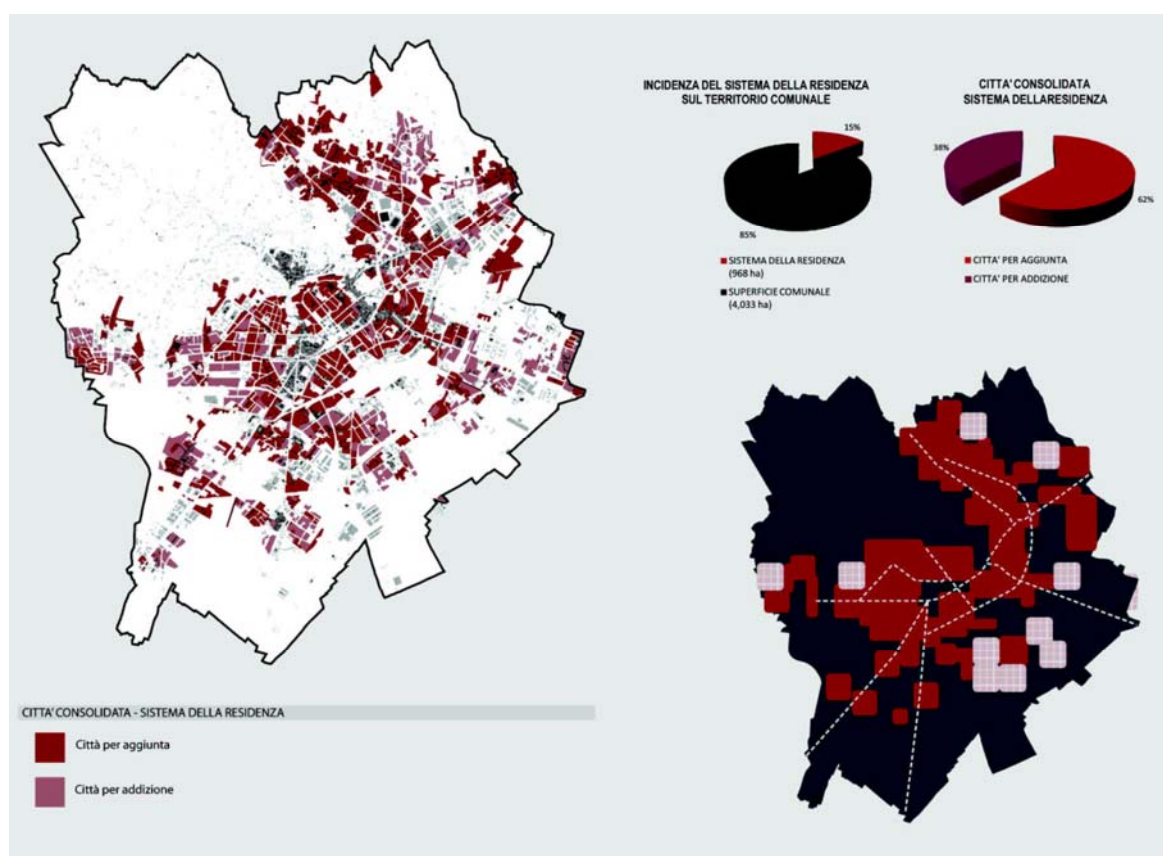 INCIDENZA DEL SISTEMA DELLA RESIDENZA
SUL TERRITORIO COMUNALE
15%
85%
SISTEMA DELLA RESIDENZA
(968 ha)
SUPERFICIE COMUNALE
(4,033 ha)
CITTA' CONSOLIDATA
SISTEMA DELLARESIDENZA
38%
62%
CITTA' PER AGGIUNTA
CITTA' PER ADDIZIONE
CITTA' CONSOLIDATA - SISTEMA DELLA RESIDENZA
Città per aggiunta
Città per addizione